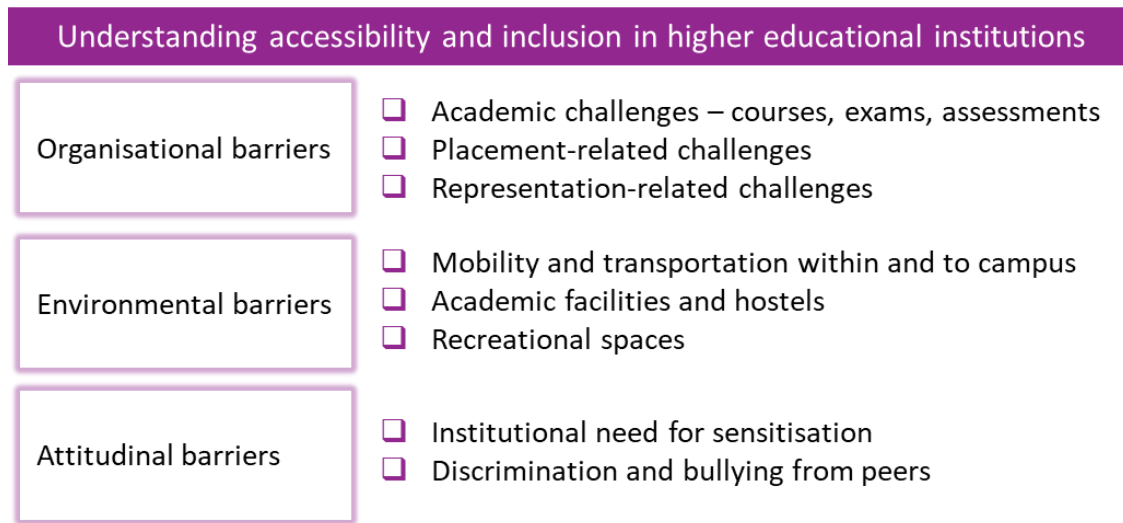 Understanding accessibility and inclusion in higher educational institutions
Organisational barriers
Academic challenges – courses, exams, assessments
Placement-related challenges
Representation-related challenges
Environmental barriers
Mobility and transportation within and to campus
Academic facilities and hostels
Recreational spaces
Attitudinal barriers
Institutional need for sensitisation
Discrimination and bullying from peers